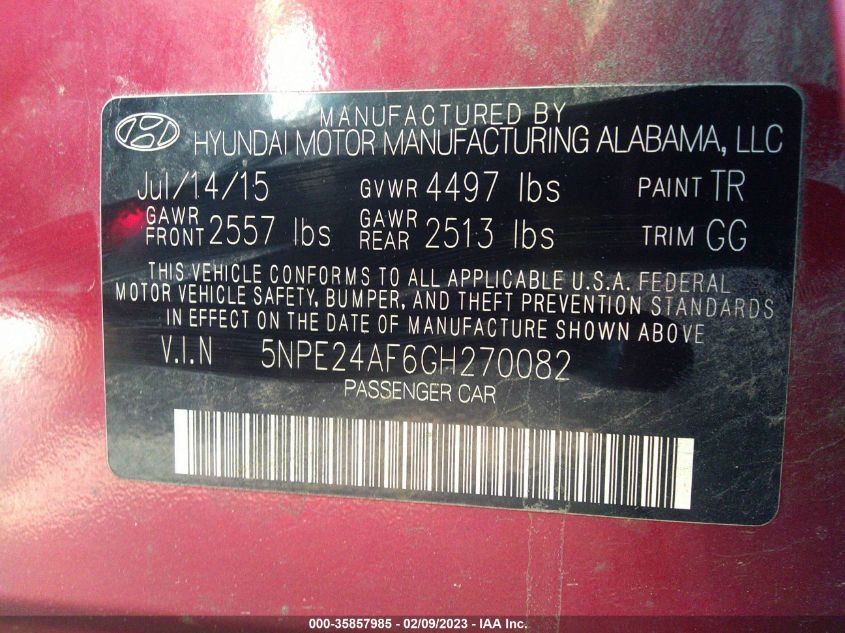 MANUFACTURED BY
HYUNDAI MOTOR MANUFACTURING ALABAMA, LLC
Jul/14/15 GVWR 4497 lbs PAINT TR
GAWR FRONT 2557 lbs GAWR REAR 2513 lbs TRIM GG
THIS VEHICLE CONFORMS TO ALL APPLICABLE U.S.A. FEDERAL
MOTOR VEHICLE SAFETY, BUMPER, AND THEFT PREVENTION STANDARDS
IN EFFECT ON THE DATE OF MANUFACTURE SHOWN ABOVE
V.I.N 5NPE24AF6GH270082
PASSENGER CAR
000-35857985 - 02/09/2023 - IAA Inc.